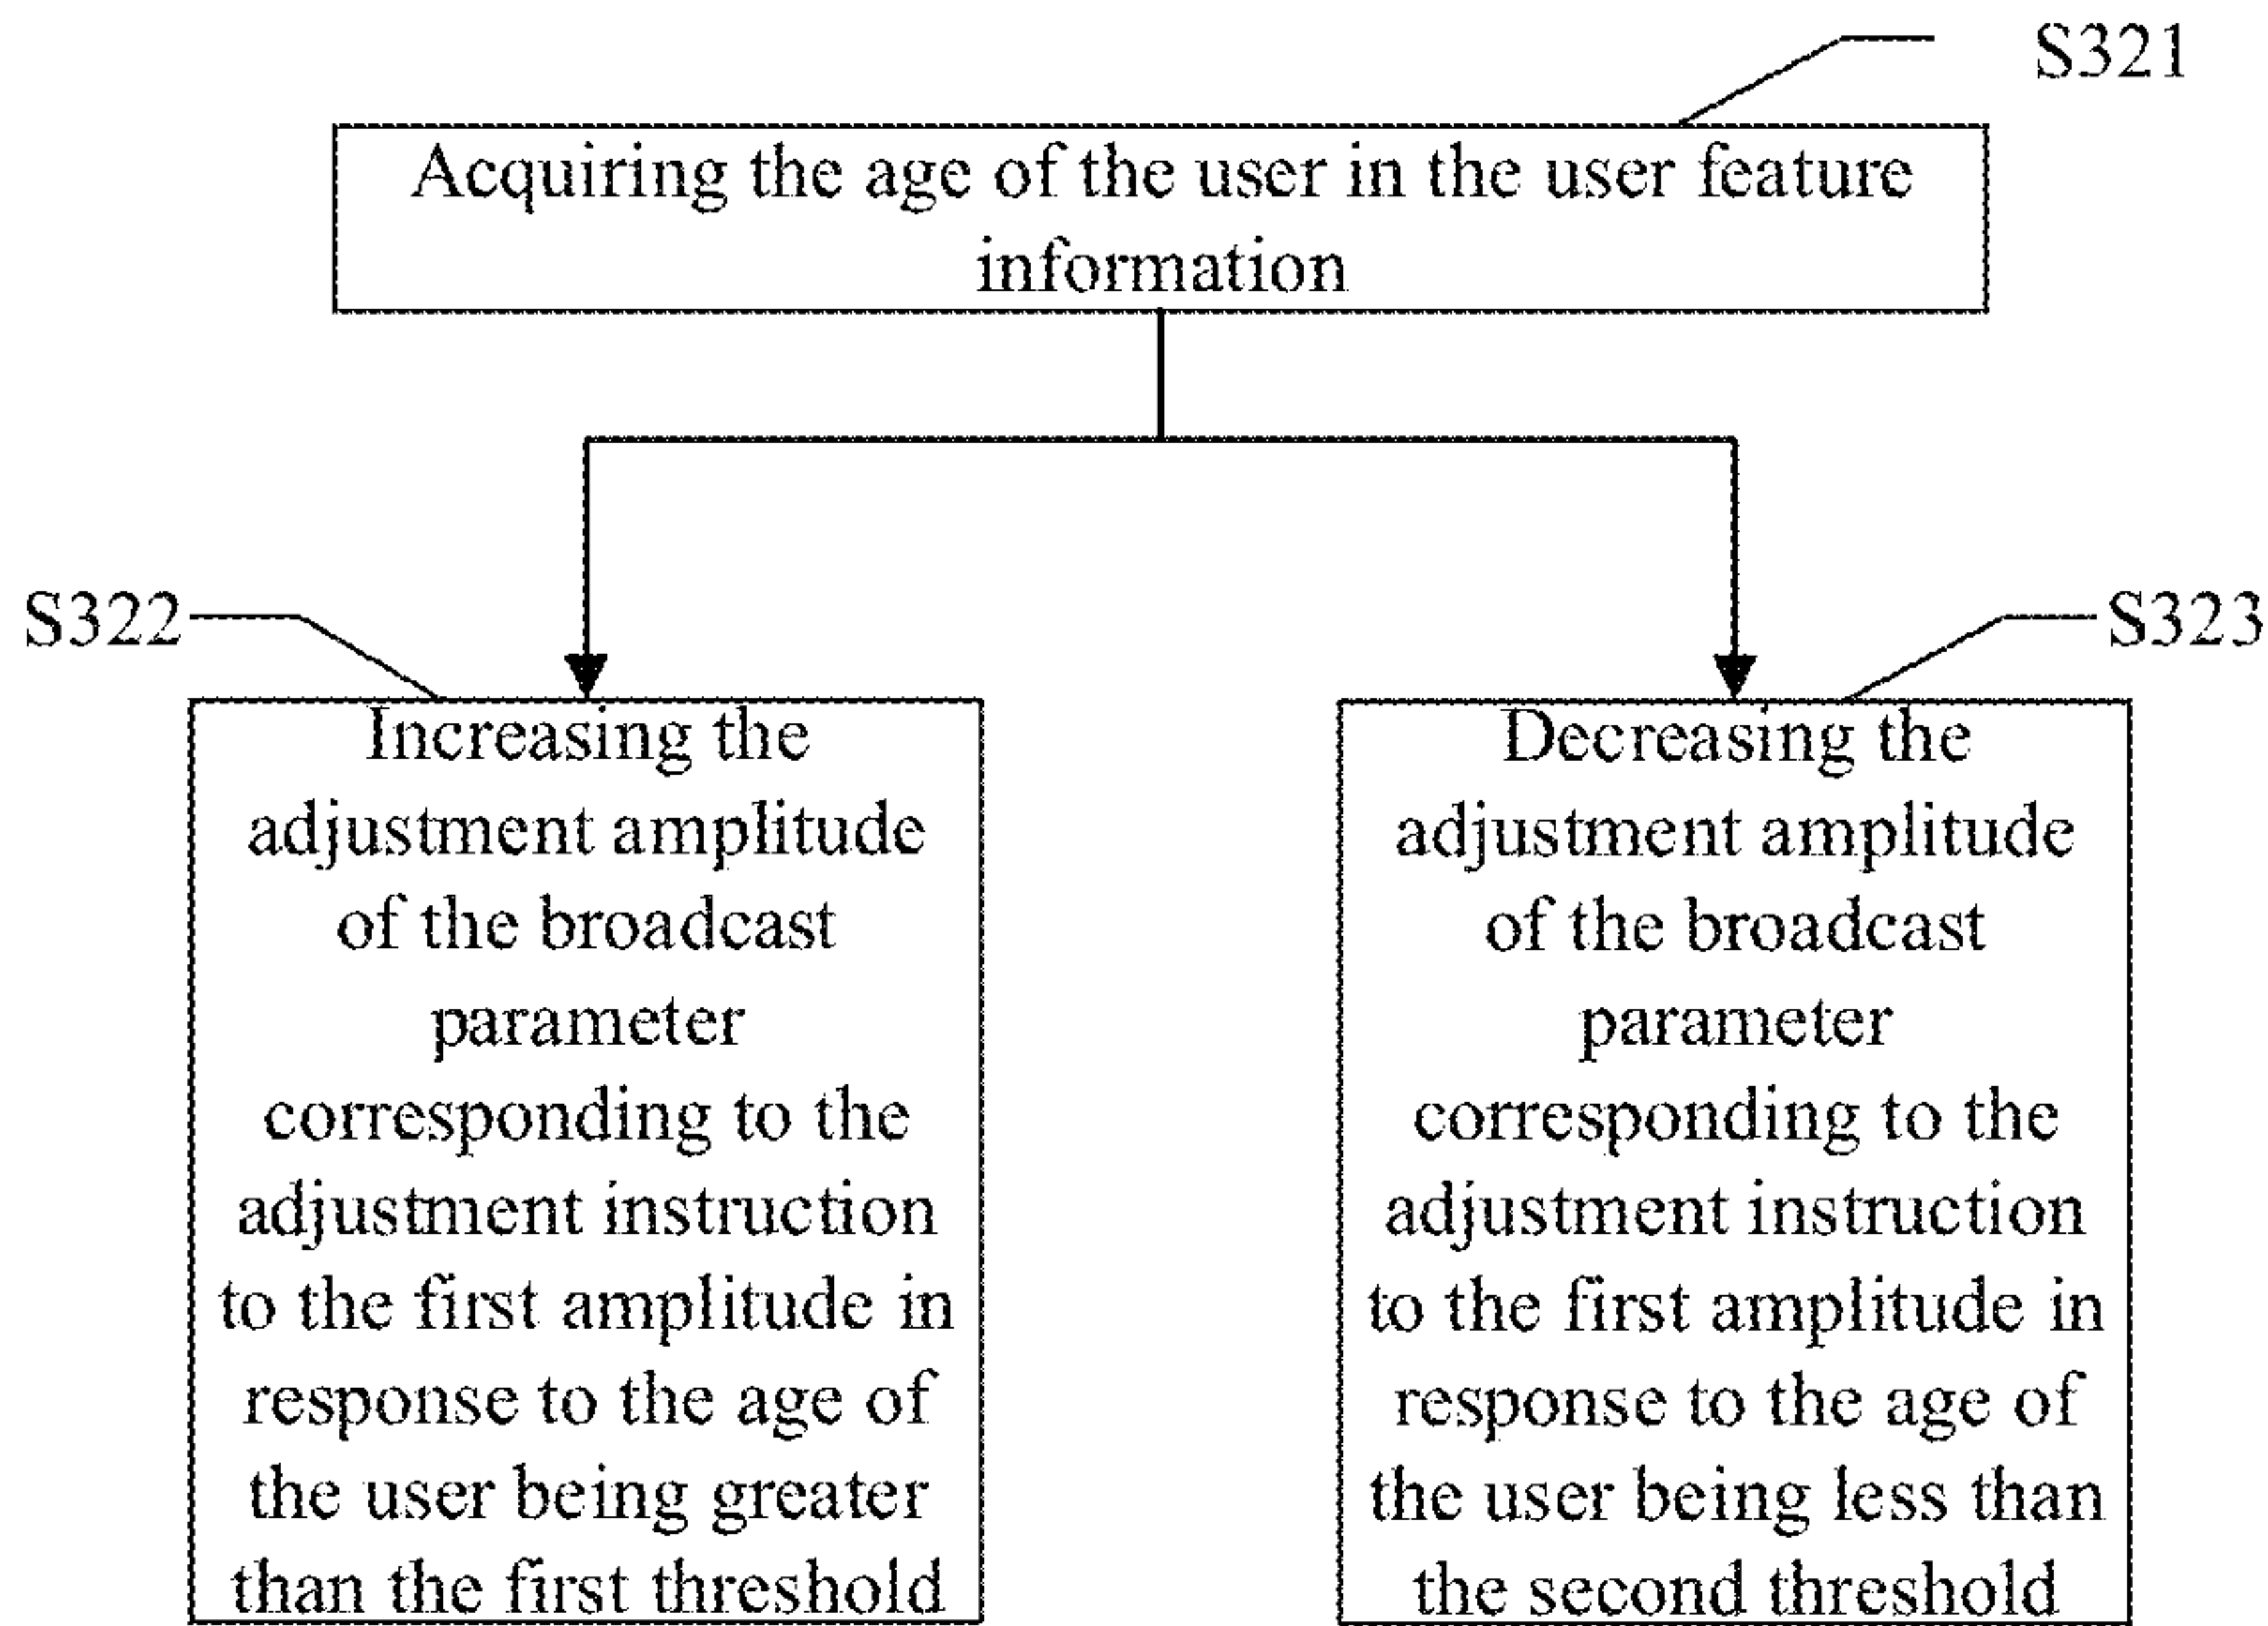 S321
Acquiring the age of the user in the user feature
information
S322
S323
Increasing the
adjustment amplitude
of the broadcast
parameter
corresponding to the
adjustment instruction
to the first amplitude in
response to the age of
the user being greater
than the first threshold
Decreasing the
adjustment amplitude
of the broadcast
parameter
corresponding to the
adjustment instruction
to the first amplitude in
response to the age of
the user being less than
the second threshold